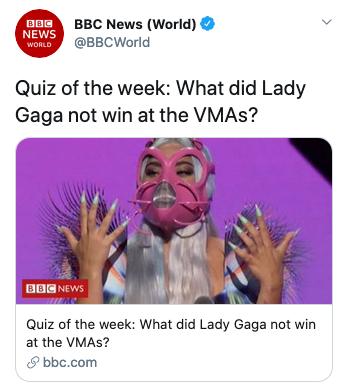 BBC
NEWS
WORLD
BBC News (World)
@BBCWorld
Quiz of the week: What did Lady
Gaga not win at the VMAs?
BBC NEWS
Quiz of the week: What did Lady Gaga not win
at the VMAs?
bbc.com